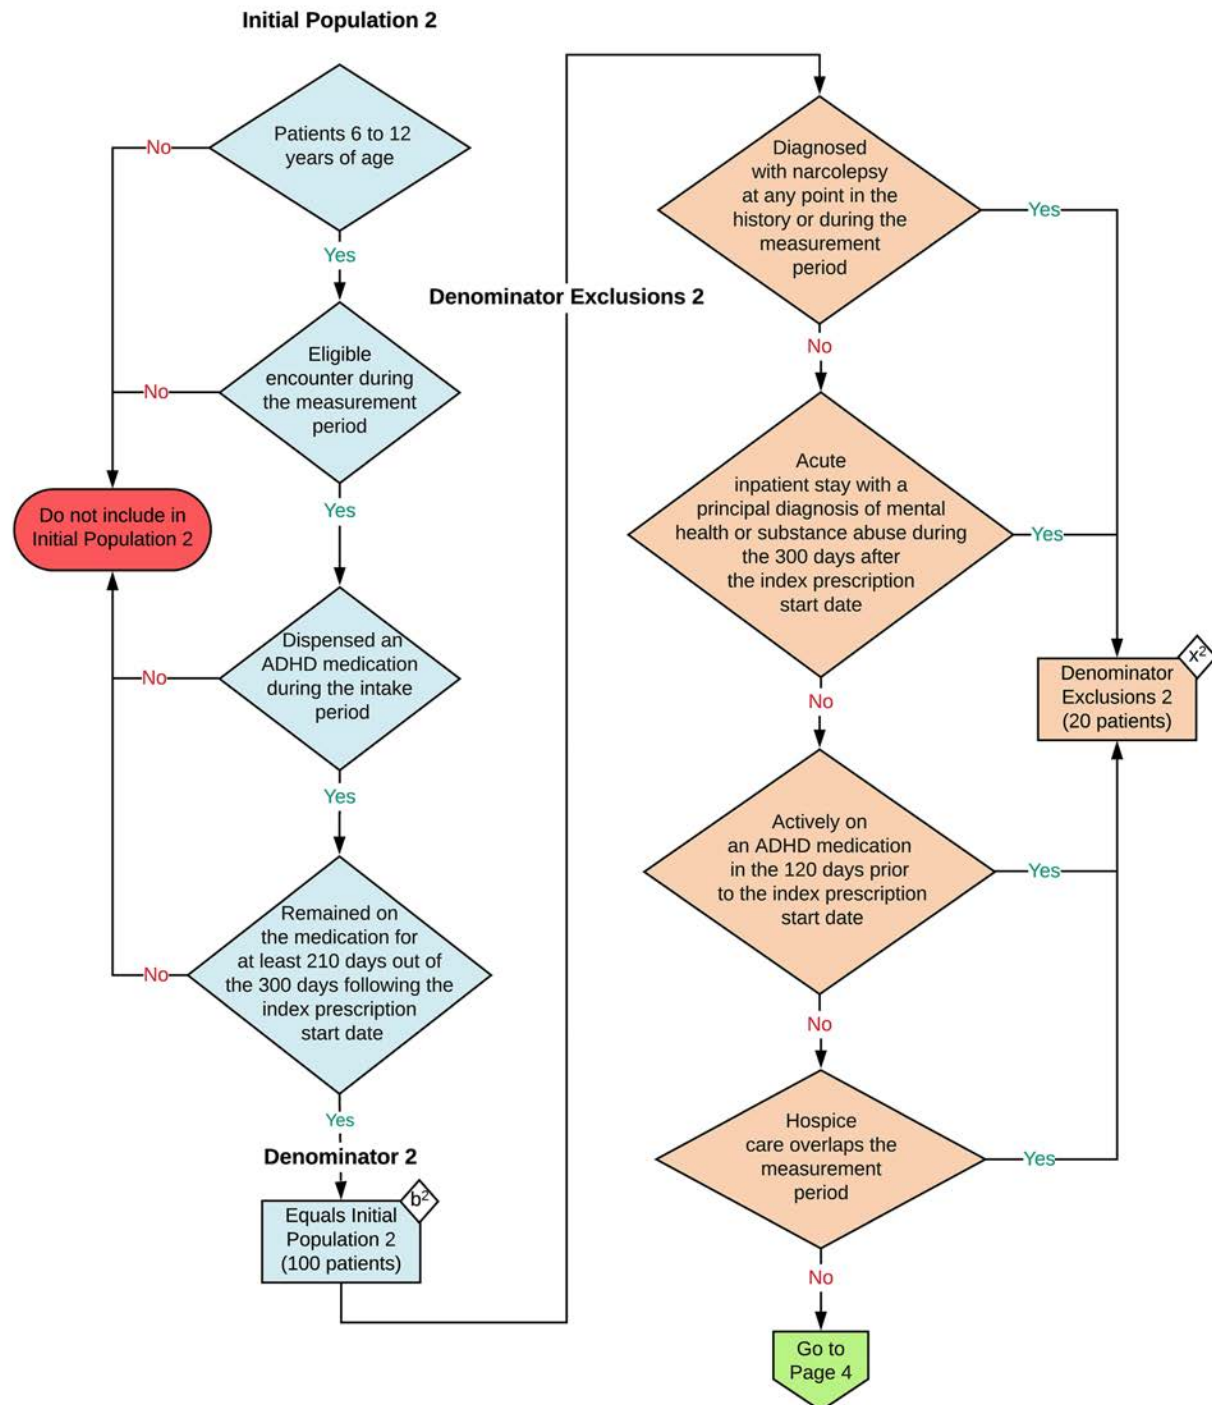 Initial Population 2
Patients 6 to 12
years of age
No
Yes
Eligible
encounter during
the measurement
period
No
Yes
Do not include in
Initial Population 2
Dispensed an
ADHD medication
during the intake
period
No
Yes
Remained on
the medication for
at least 210 days out of
the 300 days following the
index prescription
start date
No
Yes
Denominator 2
b²
Equals Initial
Population 2
(100 patients)
Denominator Exclusions 2
Diagnosed
with narcolepsy
at any point in the
history or during the
measurement
period
Yes
No
Acute
inpatient stay with a
principal diagnosis of mental
health or substance abuse during
the 300 days after
the index prescription
start date
Yes
No
x²
Denominator
Exclusions 2
(20 patients)
Actively on
an ADHD medication
in the 120 days prior
to the index prescription
start date
Yes
No
Hospice
care overlaps the
measurement
period
Yes
No
Go to
Page 4